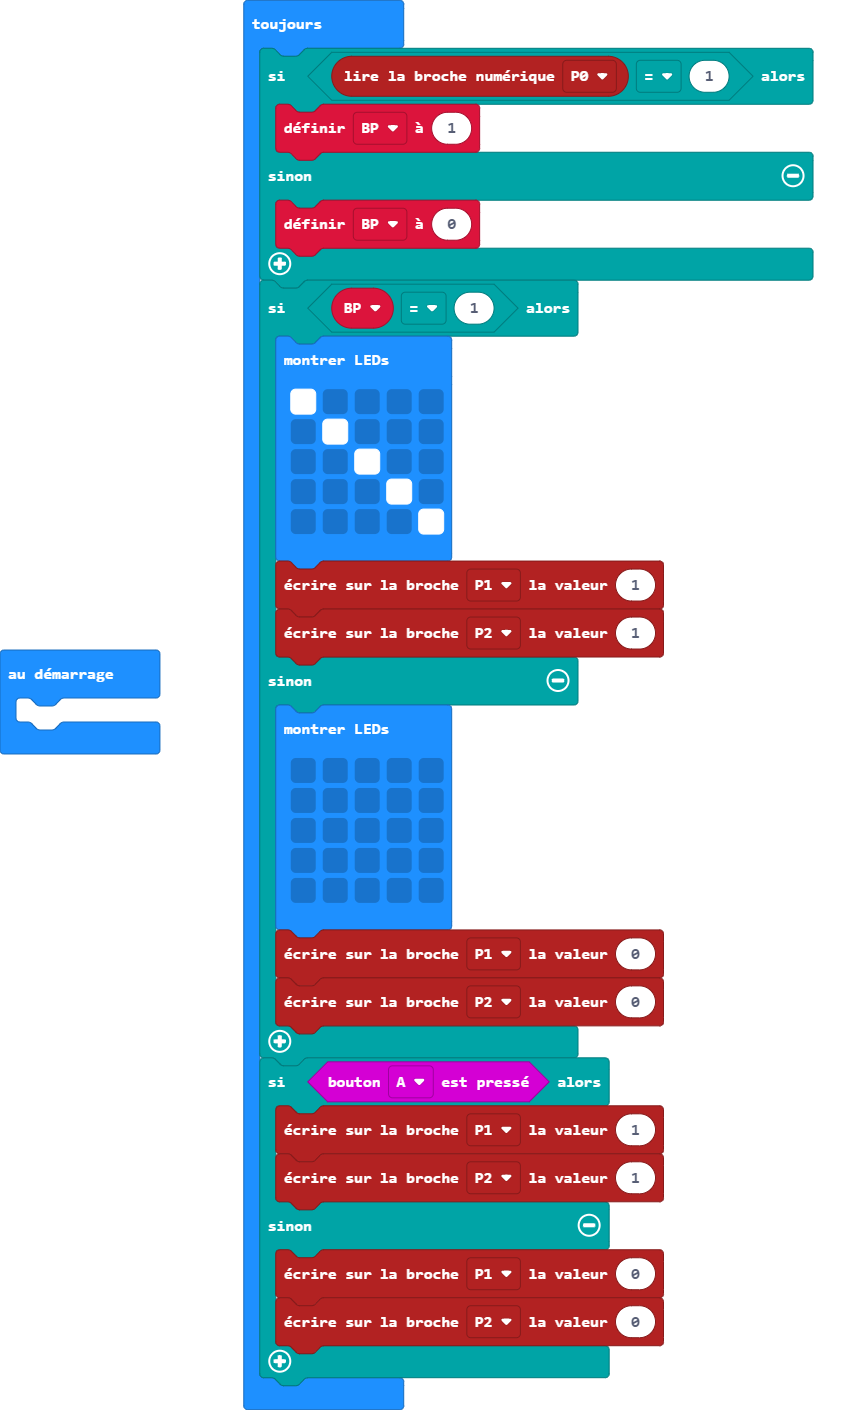 toujours
si lire la broche numérique P0 = 1 alors
définir BP à 1
sinon
définir BP à 0
si BP = 1 alors
montrer LEDs
écrire sur la broche P1 la valeur 1
écrire sur la broche P2 la valeur 1
sinon
montrer LEDs
écrire sur la broche P1 la valeur 0
écrire sur la broche P2 la valeur 0
si bouton A est pressé alors
écrire sur la broche P1 la valeur 1
écrire sur la broche P2 la valeur 1
sinon
écrire sur la broche P1 la valeur 0
écrire sur la broche P2 la valeur 0
au démarrage